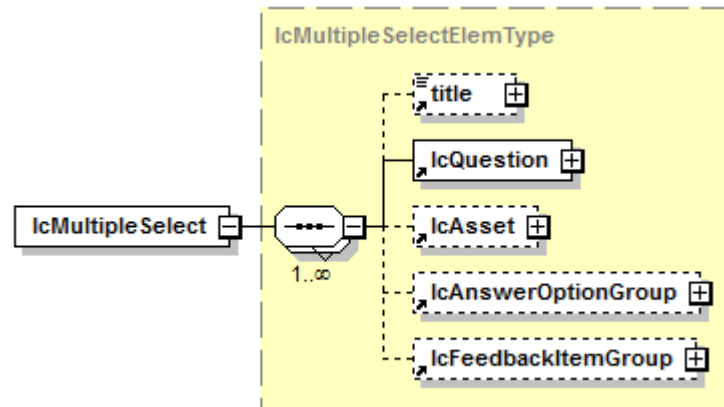 lcMultipleSelectElemType
title
lcQuestion
lcMultipleSelect
lcAsset
1..∞
lcAnswerOptionGroup
lcFeedbackItemGroup